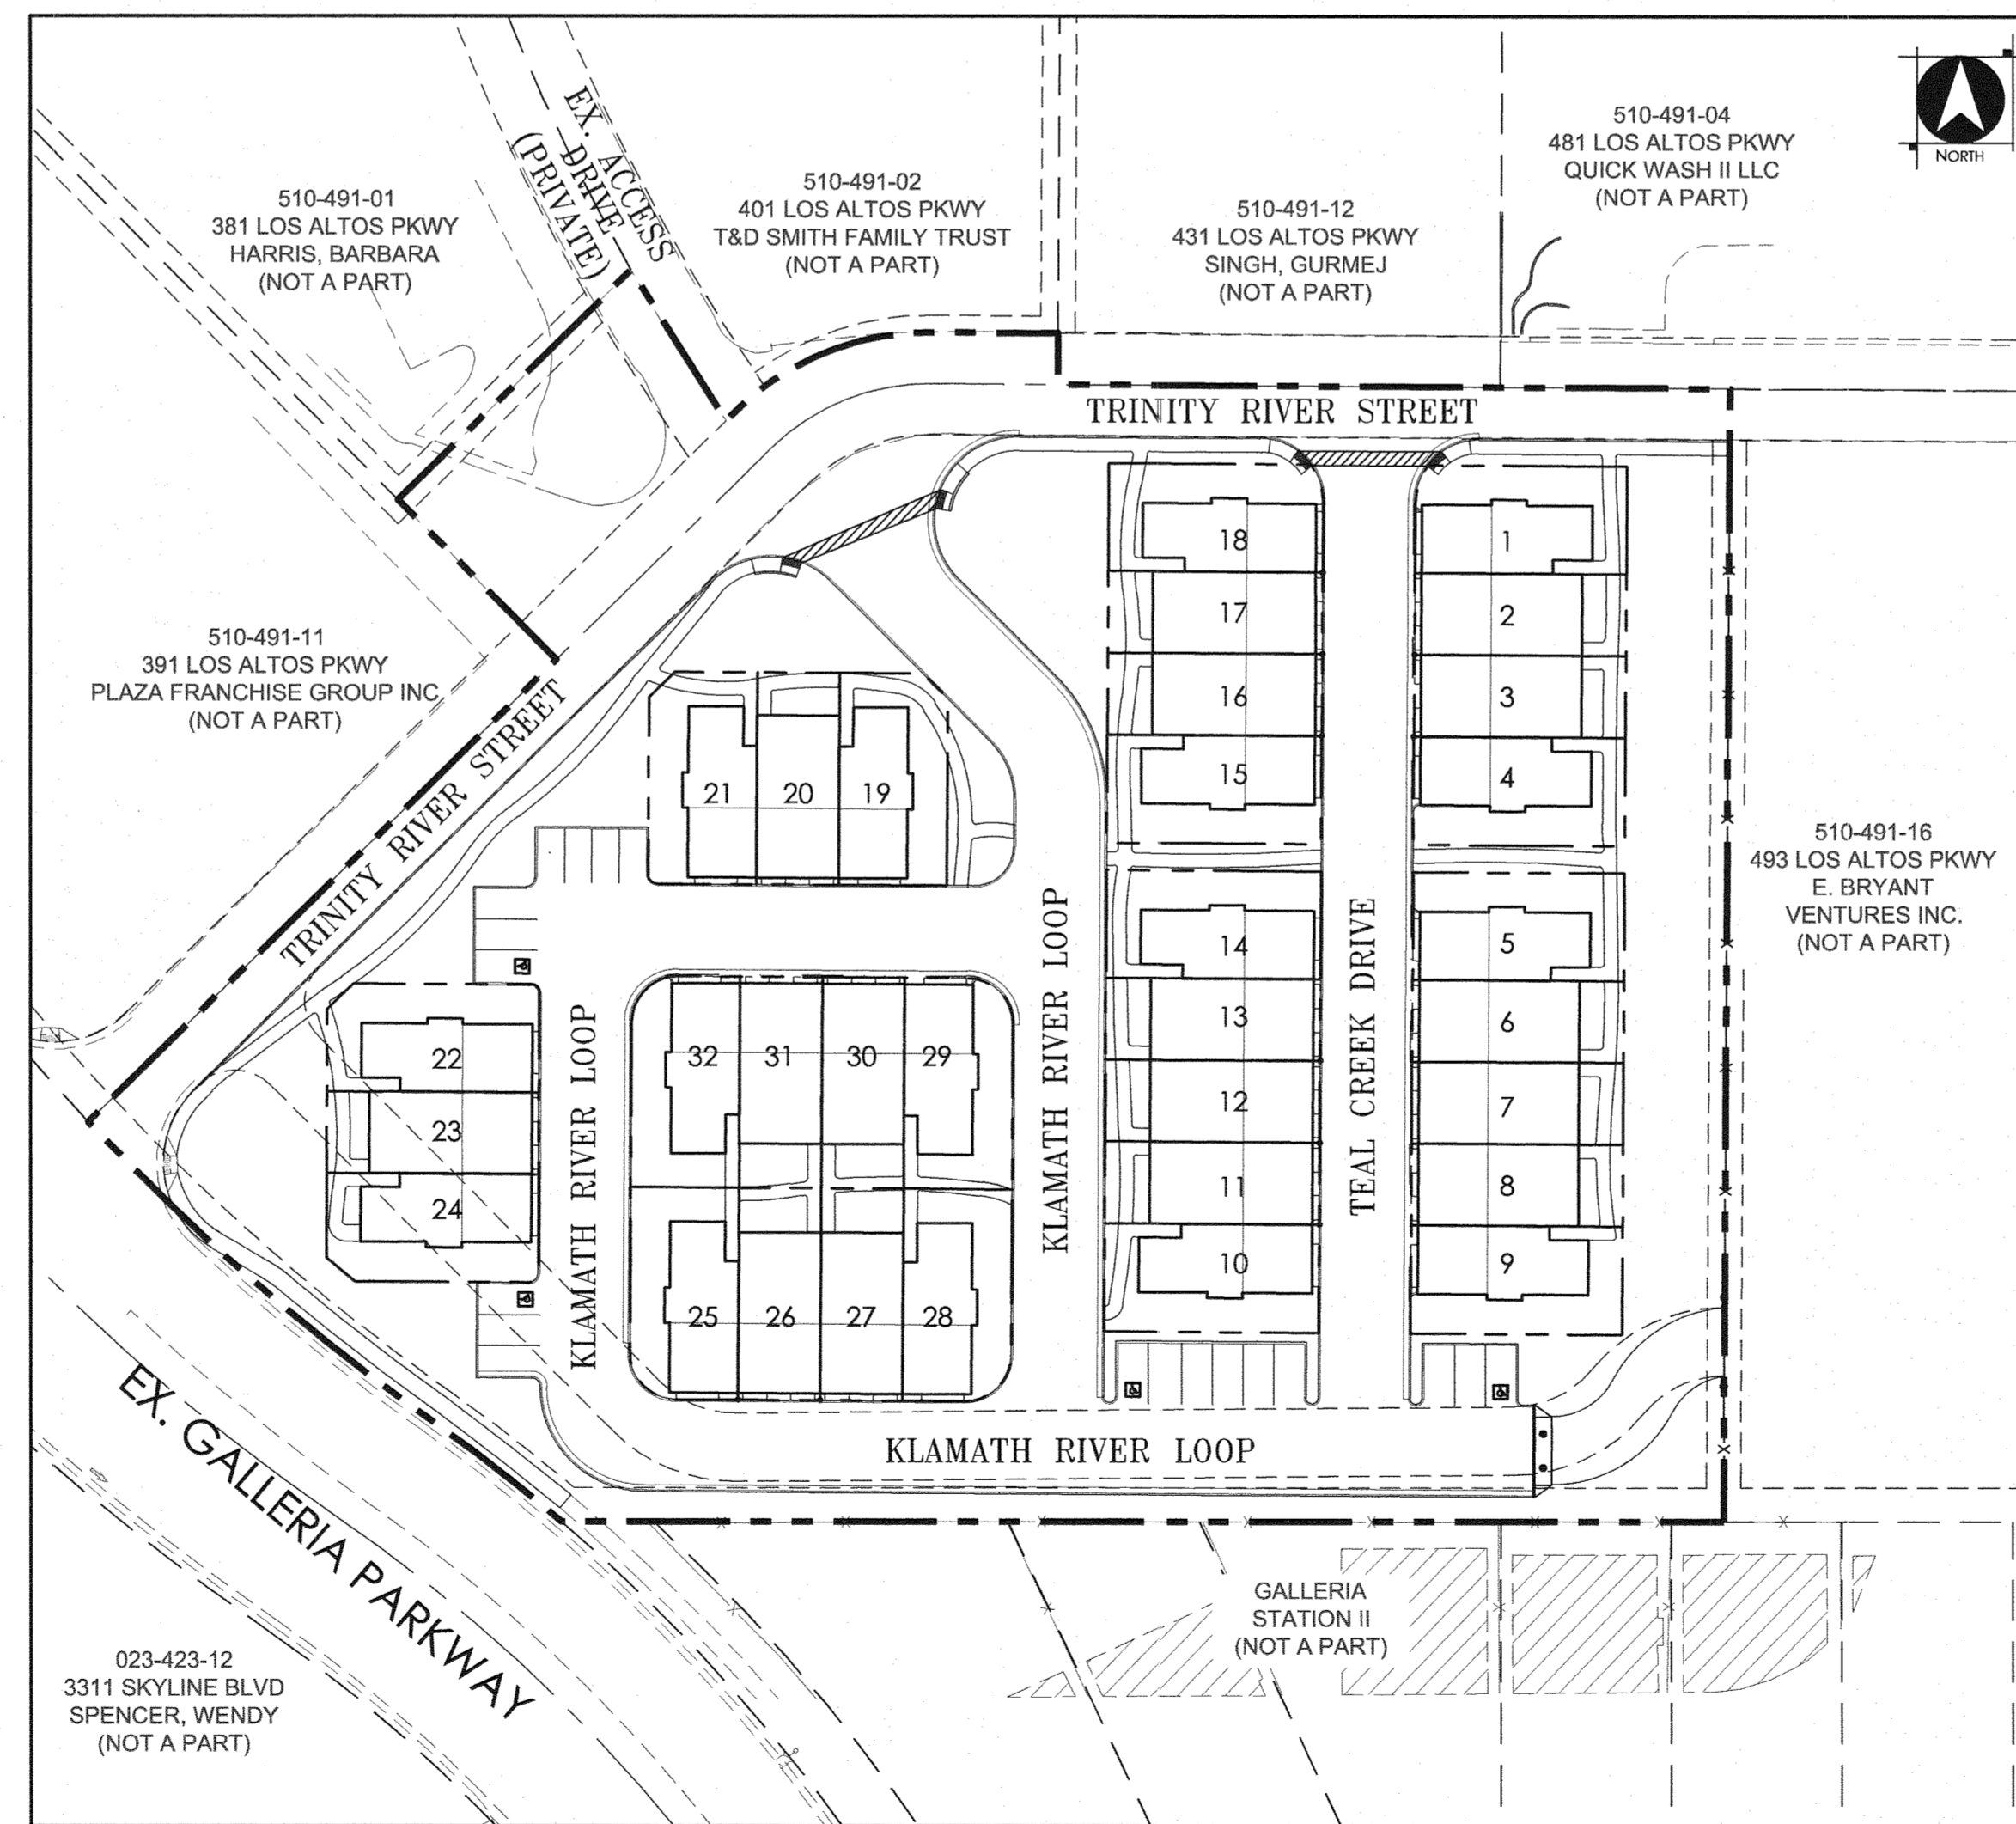 NORTH
510-491-04
481 LOS ALTOS PKWY
QUICK WASH II LLC
(NOT A PART)
EX. ACCESS
DRIVE
(PRIVATE)
510-491-02
401 LOS ALTOS PKWY
T&D SMITH FAMILY TRUST
(NOT A PART)
510-491-01
381 LOS ALTOS PKWY
HARRIS, BARBARA
(NOT A PART)
510-491-12
431 LOS ALTOS PKWY
SINGH, GURMEJ
(NOT A PART)
TRINITY RIVER STREET
510-491-11
391 LOS ALTOS PKWY
PLAZA FRANCHISE GROUP INC
(NOT A PART)
TRINITY RIVER STREET
18
17
16
15
1
2
3
4
21
20
19
510-491-16
493 LOS ALTOS PKWY
E. BRYANT
VENTURES INC.
(NOT A PART)
14
13
12
11
10
5
6
7
8
9
22
23
24
KLAMATH RIVER LOOP
32
31
30
29
25
26
27
28
KLAMATH RIVER LOOP
TEAL CREEK DRIVE
KLAMATH RIVER LOOP
EX. GALLERIA PARKWAY
GALLERIA
STATION II
(NOT A PART)
023-423-12
3311 SKYLINE BLVD
SPENCER, WENDY
(NOT A PART)